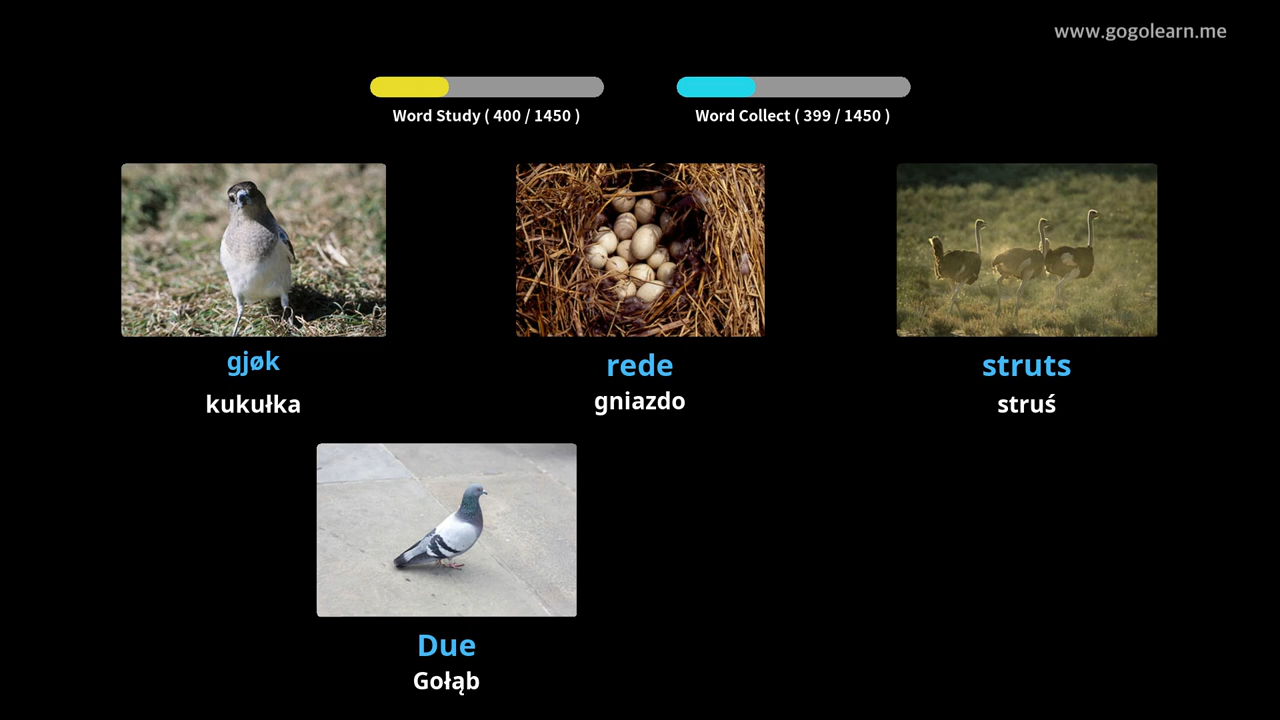 www.gogolearn.me
Word Study ( 400 / 1450 )
Word Collect ( 399 / 1450 )
gjøk
kukułka
rede
gniazdo
struts
struś
Due
Gołąb